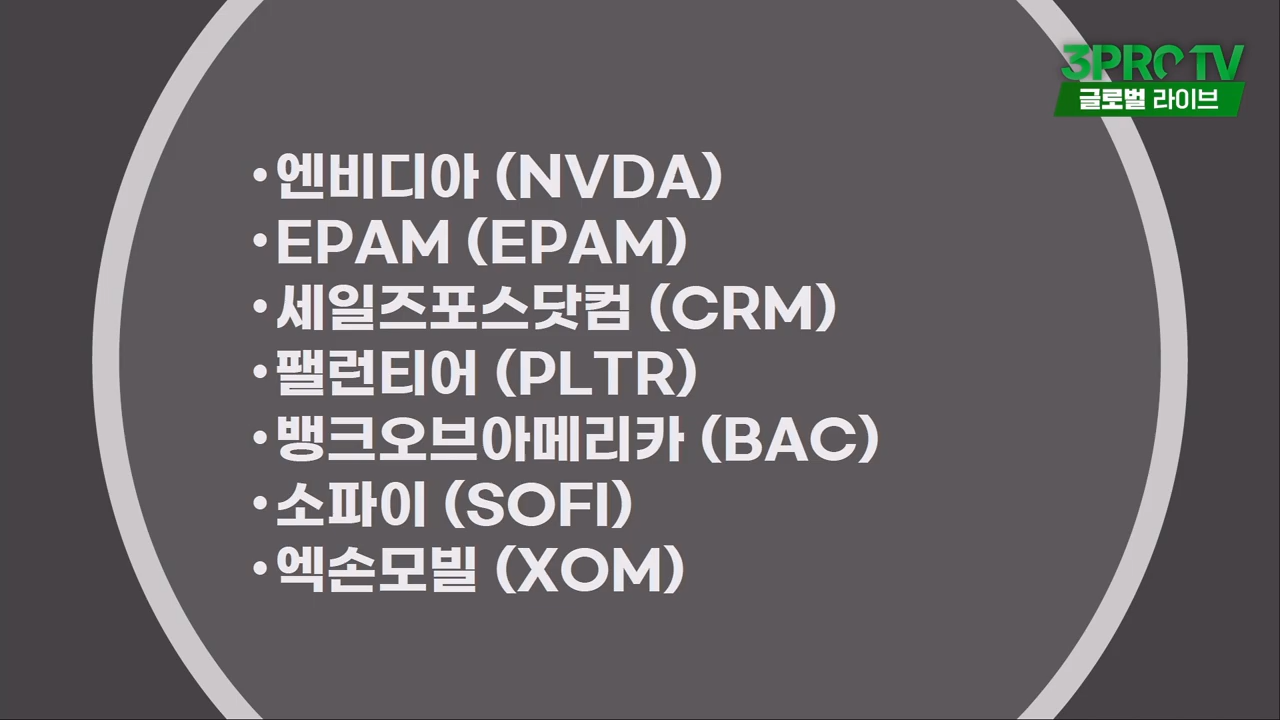 3PRO TV
글로벌 라이브
•엔비디아 (NVDA)
•EPAM (EPAM)
•세일즈포스닷컴 (CRM)
•팰런티어 (PLTR)
•뱅크오브아메리카 (BAC)
•소파이 (SOFI)
•엑손모빌 (XOM)